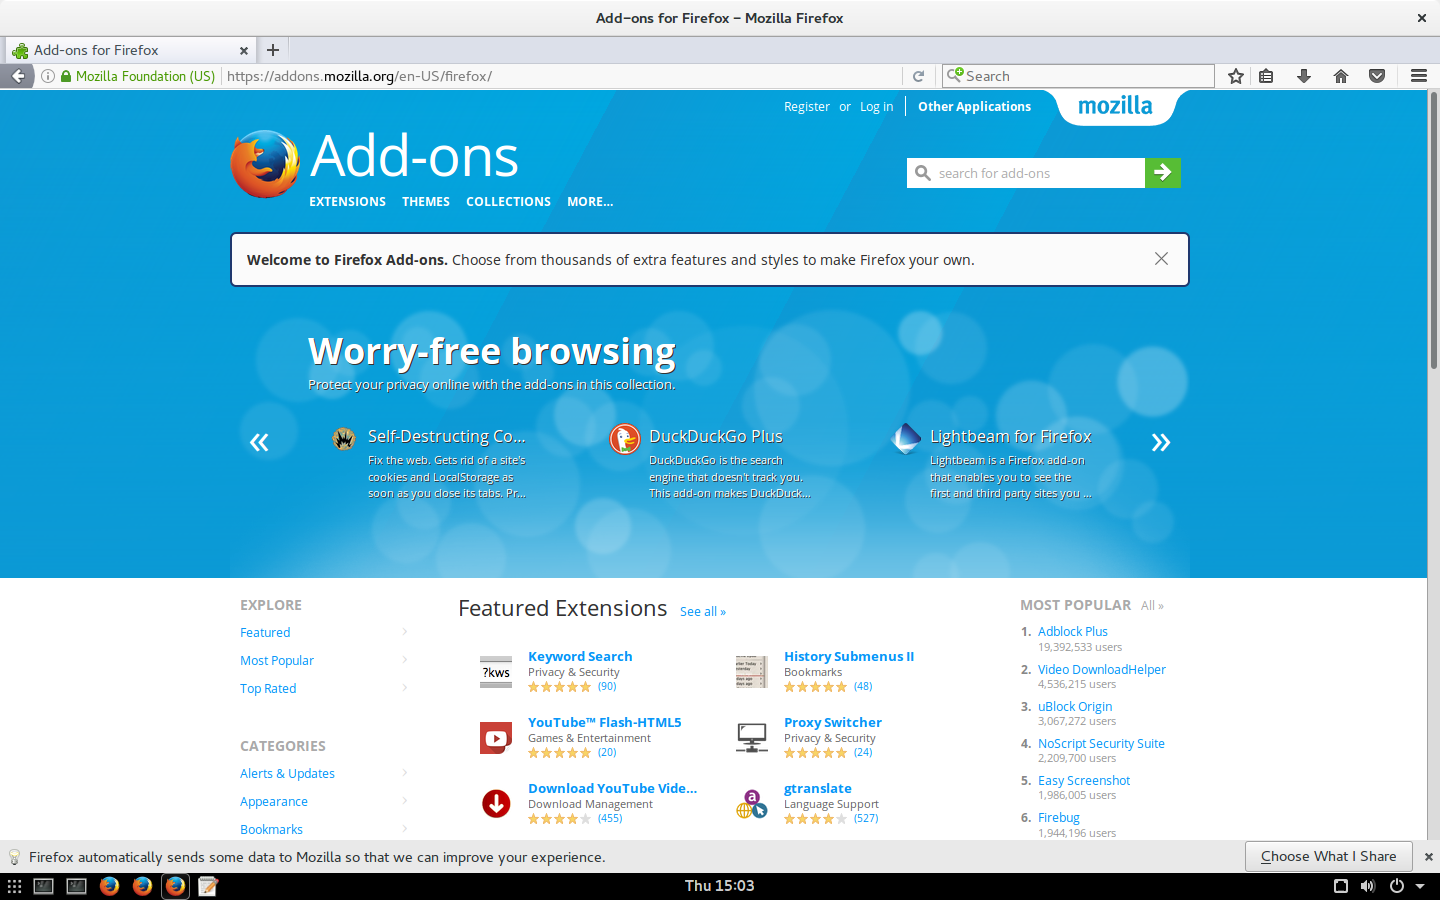 Add-ons for Firefox - Mozilla Firefox
Add-ons for Firefox
Mozilla Foundation (US)
https://addons.mozilla.org/en-US/firefox/
Search
Register or Log in
Other Applications
mozilla
Add-ons
search for add-ons
EXTENSIONS THEMES COLLECTIONS MORE...
Welcome to Firefox Add-ons. Choose from thousands of extra features and styles to make Firefox your own.
Worry-free browsing
Protect your privacy online with the add-ons in this collection.
«
Self-Destructing Co...
Fix the web. Gets rid of a site's
cookies and LocalStorage as
soon as you close its tabs. Pr...
DuckDuckGo Plus
DuckDuckGo is the search
engine that doesn't track you.
This add-on makes DuckDuck...
Lightbeam for Firefox
Lightbeam is a Firefox add-on
that enables you to see the
first and third party sites you ...
»
EXPLORE
Featured
Most Popular
Top Rated
CATEGORIES
Alerts & Updates
Appearance
Bookmarks
Featured Extensions See all »
?kws
Keyword Search
Privacy & Security
(90)
History Submenus II
Bookmarks
(48)
YouTube™ Flash-HTML5
Games & Entertainment
(20)
Proxy Switcher
Privacy & Security
(24)
Download YouTube Vide...
Download Management
(455)
a
gtranslate
Language Support
(527)
MOST POPULAR All »
1. Adblock Plus
19,392,533 users
2. Video DownloadHelper
4,536,215 users
3. uBlock Origin
3,067,272 users
4. NoScript Security Suite
2,209,700 users
5. Easy Screenshot
1,986,005 users
6. Firebug
1,944,196 users
Firefox automatically sends some data to Mozilla so that we can improve your experience.
Choose What I Share
Thu 15:03